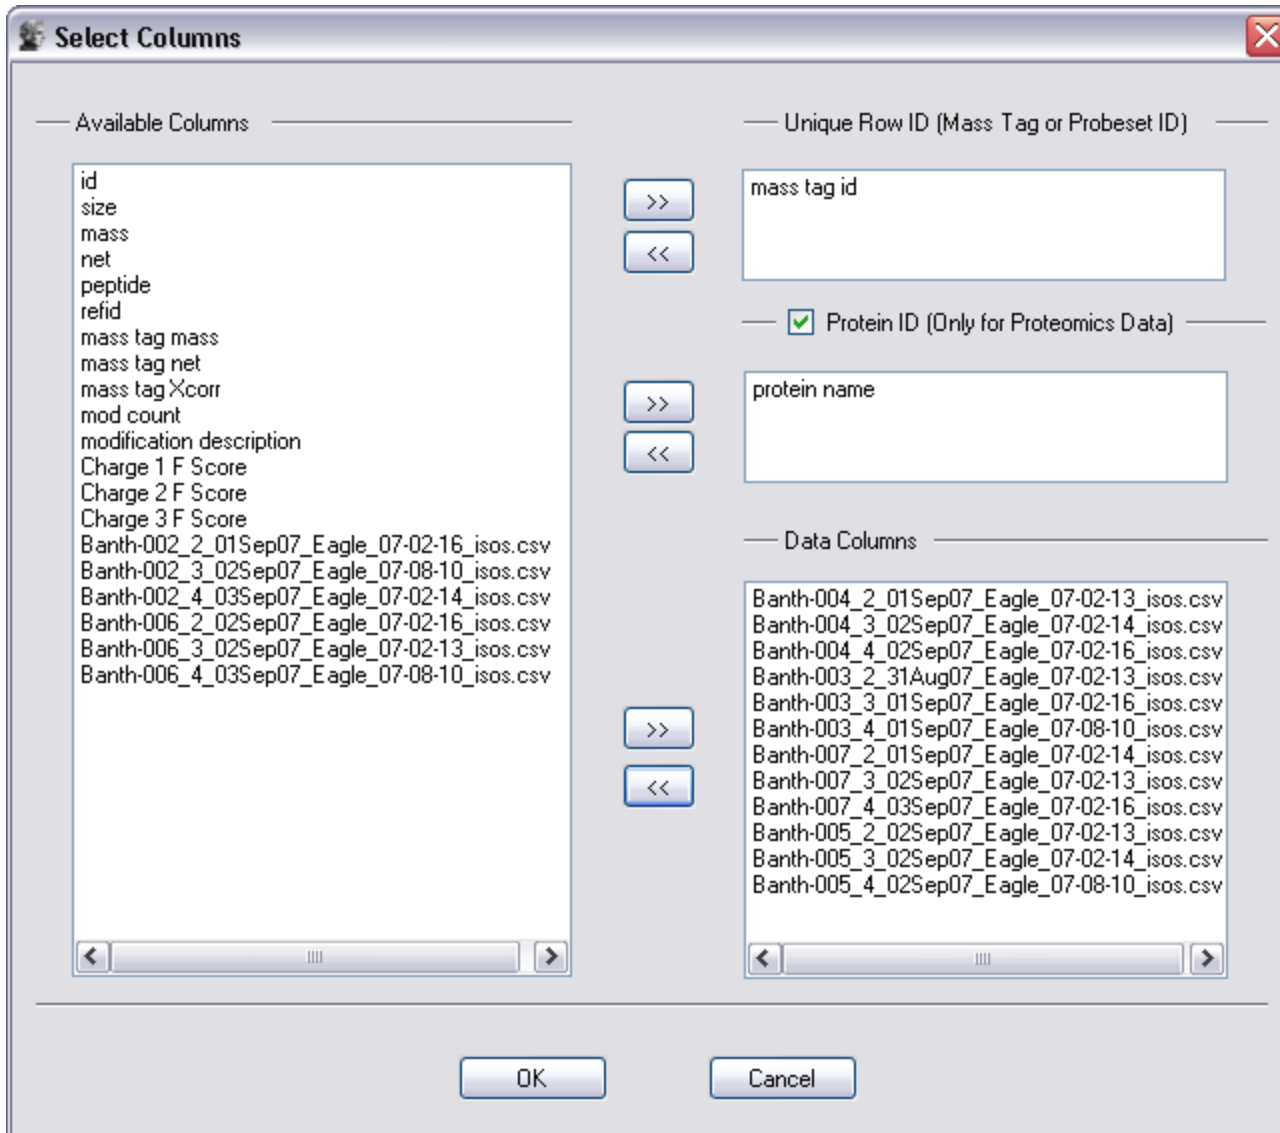 Select Columns
Available Columns
id
size
mass
net
peptide
refid
mass tag mass
mass tag net
mass tag Xcorr
mod count
modification description
Charge 1 F Score
Charge 2 F Score
Charge 3 F Score
Banth-002_2_01Sep07_Eagle_07-02-16_isos.csv
Banth-002_3_02Sep07_Eagle_07-08-10_isos.csv
Banth-002_4_03Sep07_Eagle_07-02-14_isos.csv
Banth-006_2_02Sep07_Eagle_07-02-16_isos.csv
Banth-006_3_02Sep07_Eagle_07-02-13_isos.csv
Banth-006_4_03Sep07_Eagle_07-08-10_isos.csv
>>
<<
>>
<<
>>
<<
Unique Row ID (Mass Tag or Probeset ID)
mass tag id
Protein ID (Only for Proteomics Data)
protein name
Data Columns
Banth-004_2_01Sep07_Eagle_07-02-13_isos.csv
Banth-004_3_02Sep07_Eagle_07-02-14_isos.csv
Banth-004_4_02Sep07_Eagle_07-02-16_isos.csv
Banth-003_2_31Aug07_Eagle_07-02-13_isos.csv
Banth-003_3_01Sep07_Eagle_07-02-16_isos.csv
Banth-003_4_01Sep07_Eagle_07-08-10_isos.csv
Banth-007_2_01Sep07_Eagle_07-02-14_isos.csv
Banth-007_3_02Sep07_Eagle_07-02-13_isos.csv
Banth-007_4_03Sep07_Eagle_07-02-16_isos.csv
Banth-005_2_02Sep07_Eagle_07-02-13_isos.csv
Banth-005_3_02Sep07_Eagle_07-02-14_isos.csv
Banth-005_4_02Sep07_Eagle_07-08-10_isos.csv
OK
Cancel